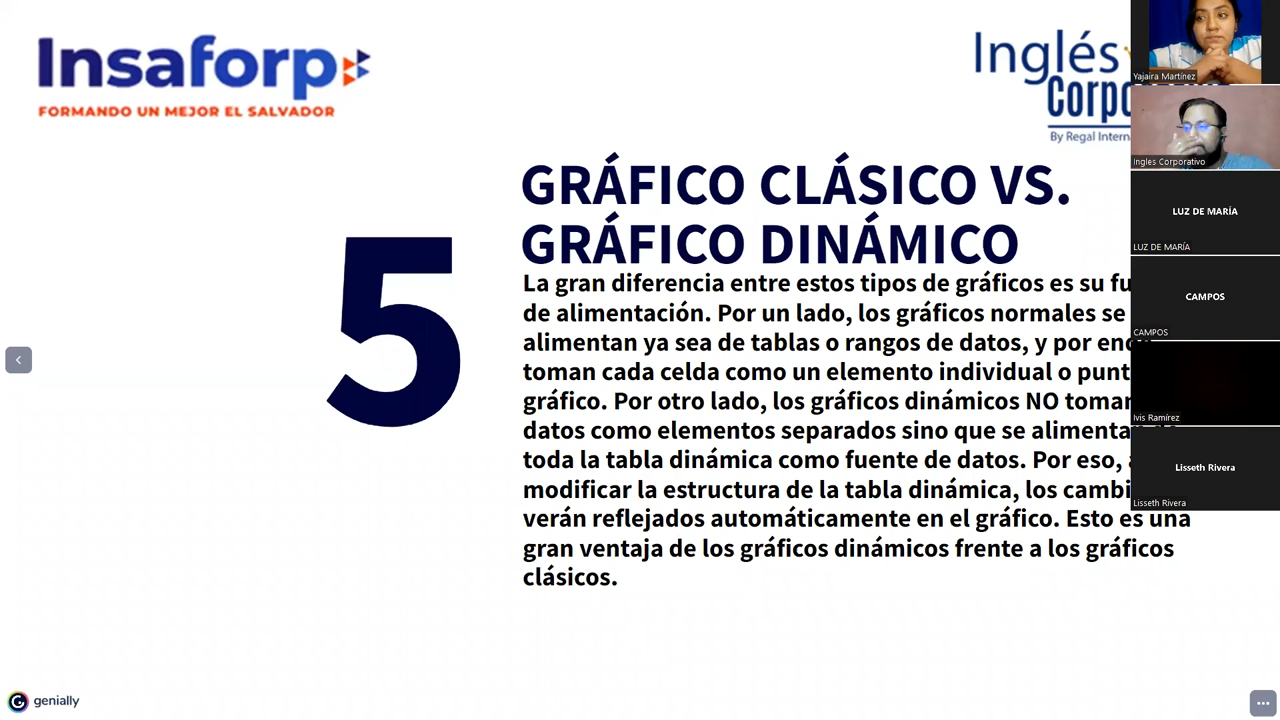 Insaforp
FORMANDO UN MEJOR EL SALVADOR
Inglés
Corpo
By Regal Interna
5
GRÁFICO CLÁSICO VS.
GRÁFICO DINÁMICO
La gran diferencia entre estos tipos de gráficos es su fu
de alimentación. Por un lado, los gráficos normales se
alimentan ya sea de tablas o rangos de datos, y por
toman cada celda como un elemento individual o punt
gráfico. Por otro lado, los gráficos dinámicos NO toman
datos como elementos separados sino que se alimentan
toda la tabla dinámica como fuente de datos. Por eso,
modificar la estructura de la tabla dinámica, los cambi
verán reflejados automáticamente en el gráfico. Esto es una
gran ventaja de los gráficos dinámicos frente a los gráficos
clásicos.
Yajaira Martínez
Ingles Corporativo
LUZ DE MARÍA
LUZ DE MARÍA
CAMPOS
CAMPOS
Ivis Ramírez
Lisseth Rivera
Lisseth Rivera
genially